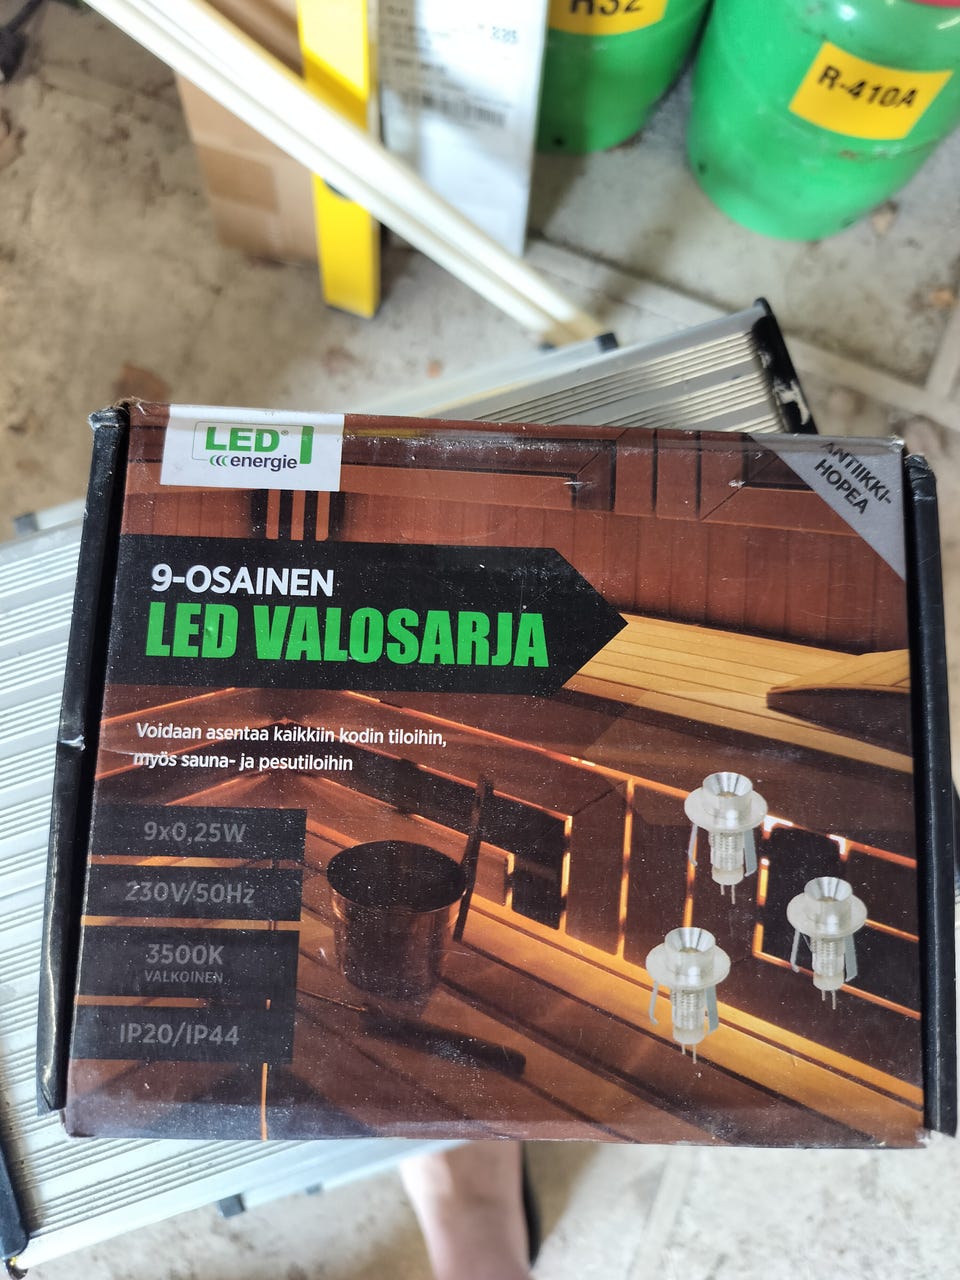 R32
R-410A
LED®
energie
ANTIIKKI-
HOPEA
9-OSAINEN
LED VALOSARJA
Voidaan asentaa kaikkiin kodin tiloihin,
myös sauna- ja pesutiloihin
9x0,25W
230V/50Hz
3500K
VALKOINEN
IP20/IP44